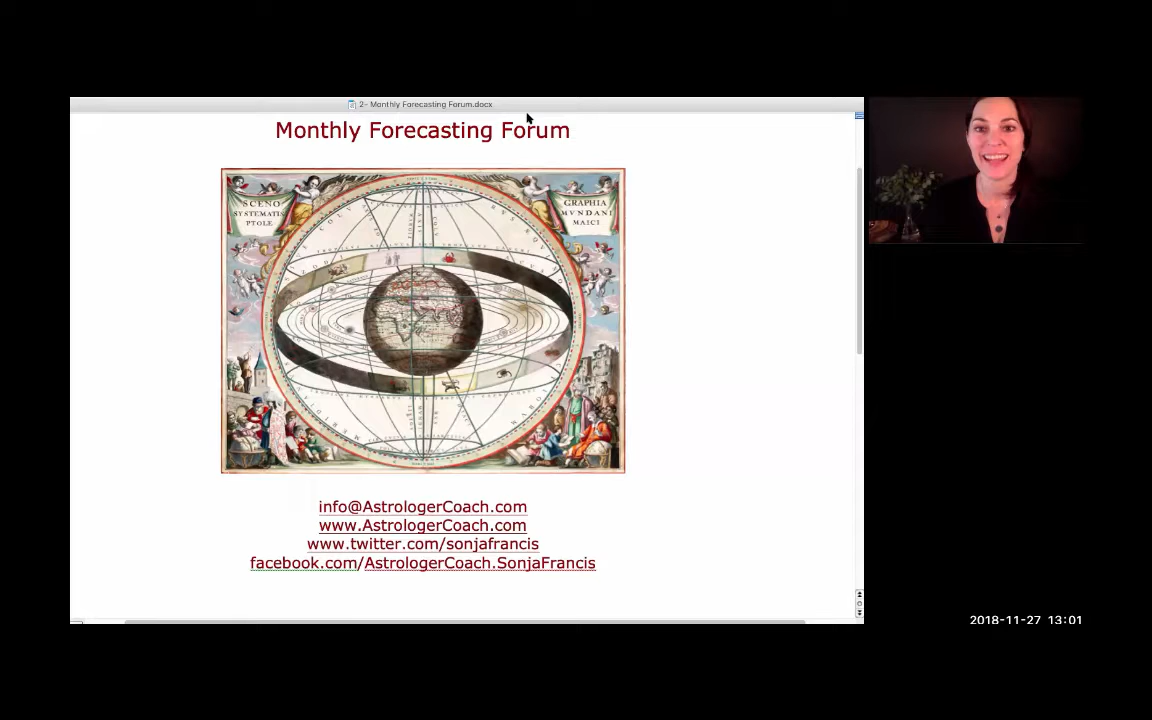 2- Monthly Forecasting Forum.docx
Monthly Forecasting Forum
SCENO
SYSTEMATIS
PTOLE
GRAPHIA
MVNDANI
MAICI
info@AstrologerCoach.com
www.AstrologerCoach.com
www.twitter.com/sonjafrancis
facebook.com/AstrologerCoach.SonjaFrancis
2018-11-27 13:01